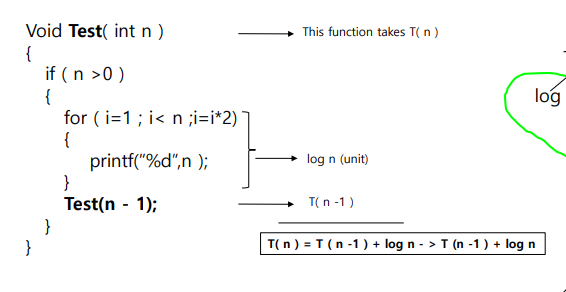 Void Test( int n )
This function takes T( n )
{
if ( n >0 )
{
for ( i=1 ; i< n ;i=i*2)
{
printf("%d",n );
log n (unit)
}
Test(n - 1);
T( n -1 )
}
}
T( n ) = T ( n -1 ) + log n - > T (n -1 ) + log n
log